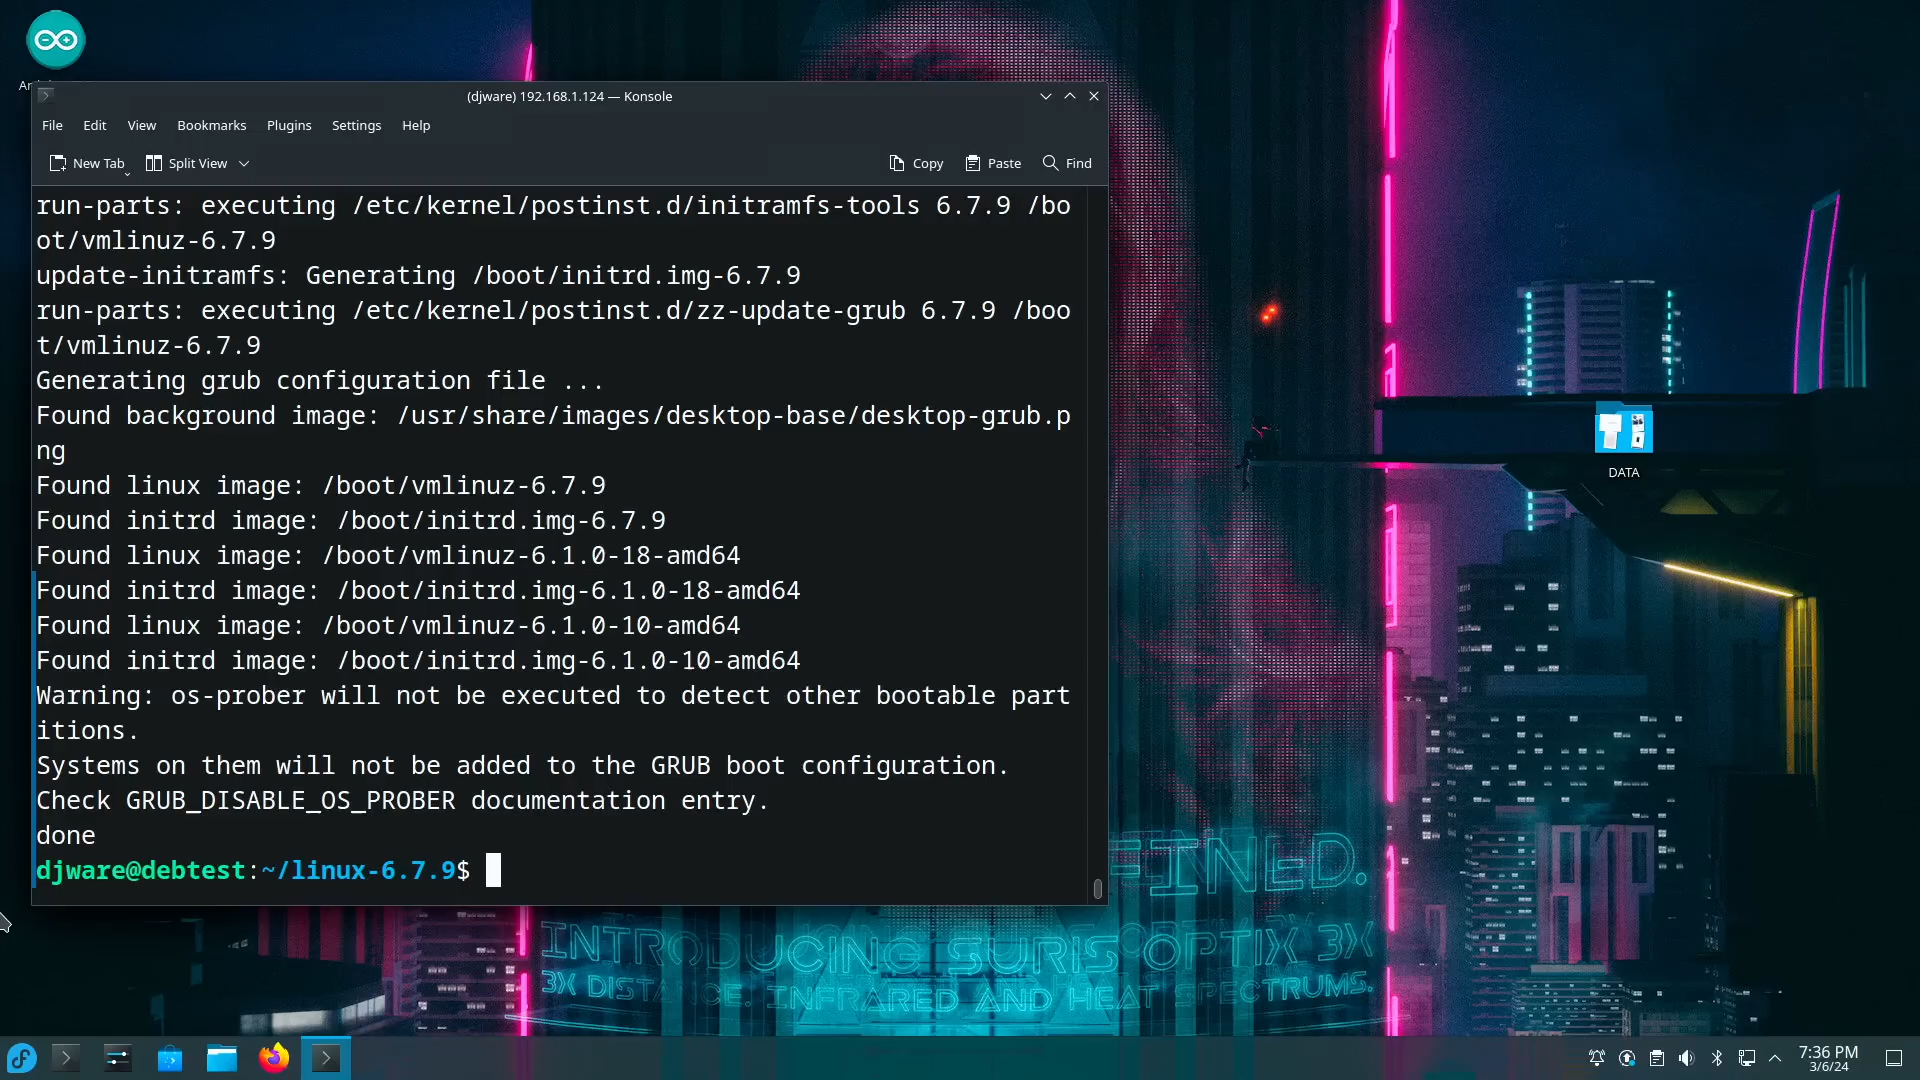 (djware) 192.168.1.124 — Konsole
File Edit View Bookmarks Plugins Settings Help
New Tab Split View Copy Paste Find
run-parts: executing /etc/kernel/postinst.d/initramfs-tools 6.7.9 /bo
ot/vmlinuz-6.7.9
update-initramfs: Generating /boot/initrd.img-6.7.9
run-parts: executing /etc/kernel/postinst.d/zz-update-grub 6.7.9 /boo
t/vmlinuz-6.7.9
Generating grub configuration file ...
Found background image: /usr/share/images/desktop-base/desktop-grub.p
ng
Found linux image: /boot/vmlinuz-6.7.9
Found initrd image: /boot/initrd.img-6.7.9
Found linux image: /boot/vmlinuz-6.1.0-18-amd64
Found initrd image: /boot/initrd.img-6.1.0-18-amd64
Found linux image: /boot/vmlinuz-6.1.0-10-amd64
Found initrd image: /boot/initrd.img-6.1.0-10-amd64
Warning: os-prober will not be executed to detect other bootable part
itions.
Systems on them will not be added to the GRUB boot configuration.
Check GRUB_DISABLE_OS_PROBER documentation entry.
done
djware@debtest:~/linux-6.7.9$
DATA
FINED.
INTRODUCING SURIS OPTIX 3X
3X DISTANCE. INFRARED AND HEAT SPECTRUMS.
7:36 PM
3/6/24